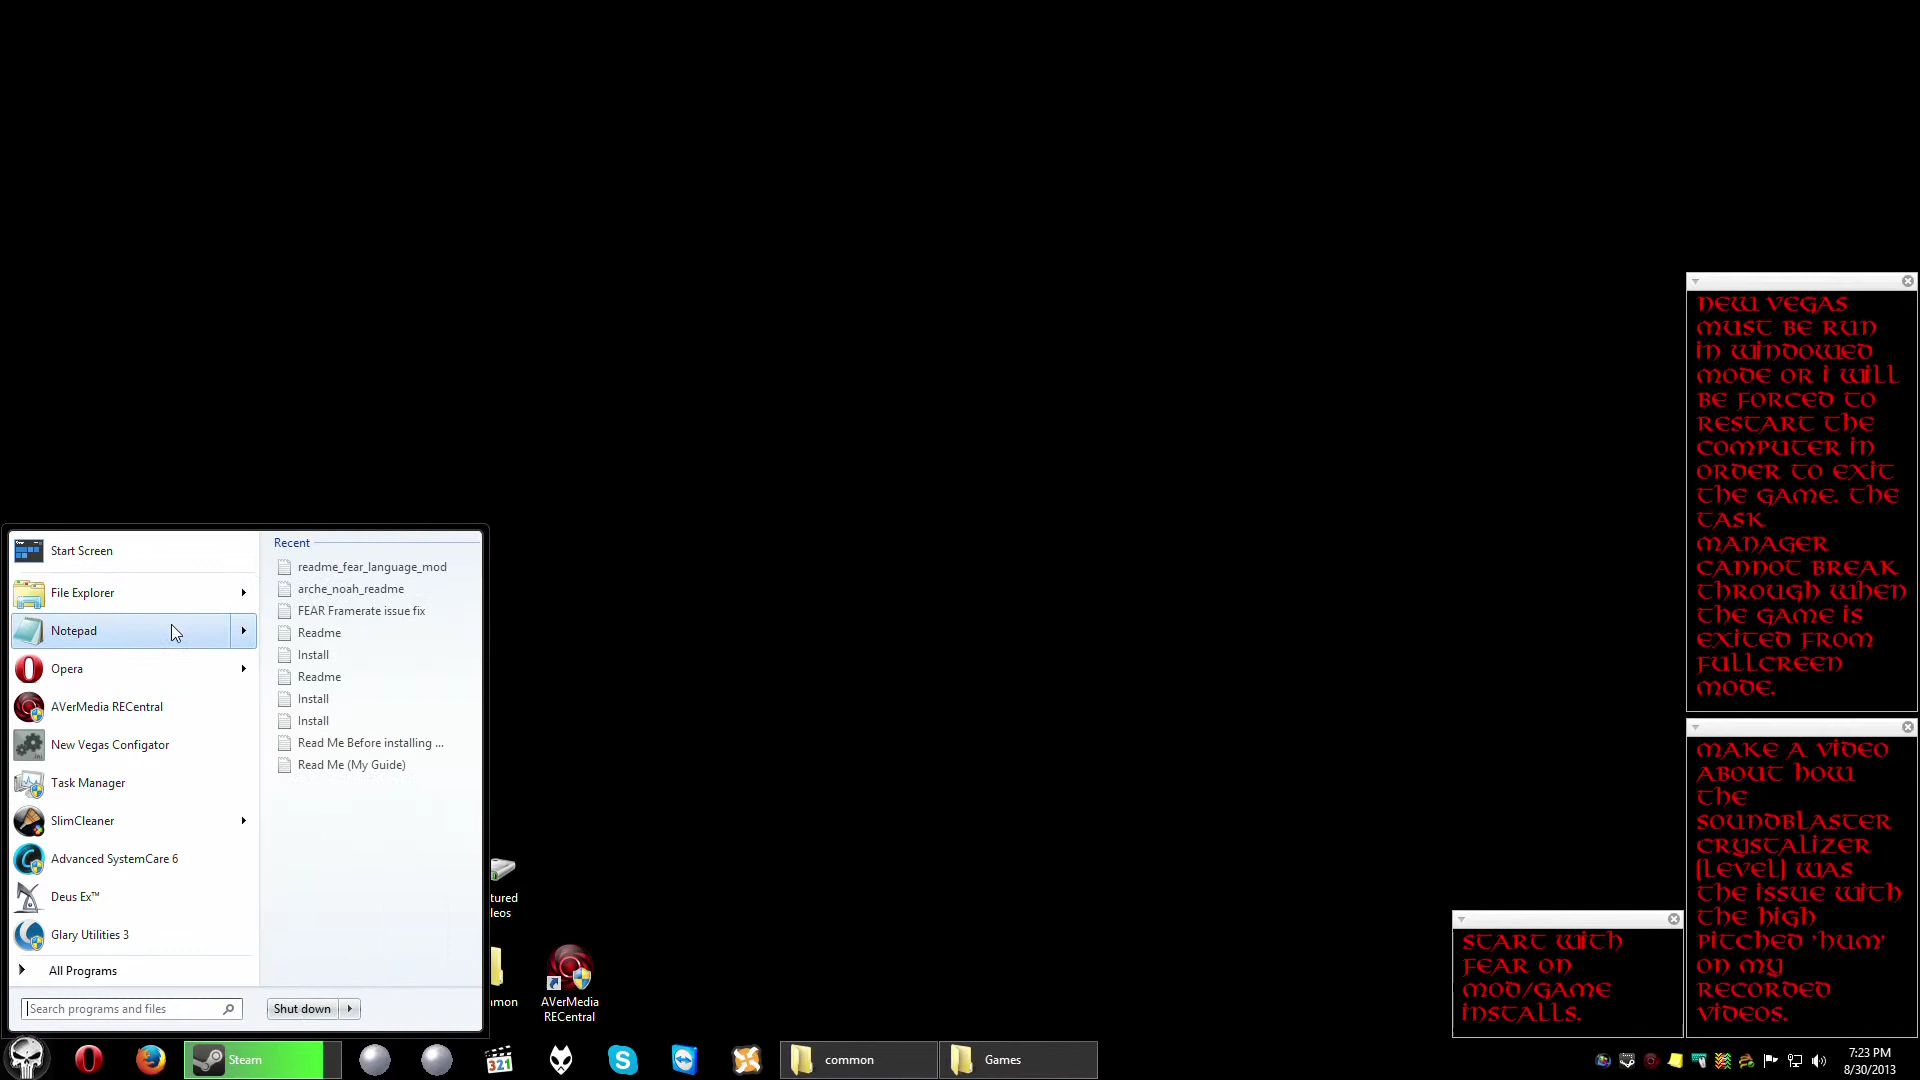 NEW VEGAS
MUST BE RUN
IN WINDOWED
MODE OR I WILL
BE FORCED TO
RESTART THE
COMPUTER IN
ORDER TO EXIT
THE GAME. THE
TASK
MANAGER
CANNOT BREAK
THROUGH WHEN
THE GAME IS
EXITED FROM
FULLCREEN
MODE.
MAKE A VIDEO
ABOUT HOW
THE
SOUNDBLASTER
CRYSTALIZER
(LEVEL) WAS
THE ISSUE WITH
THE HIGH
PITCHED 'HUM'
ON MY
RECORDED
VIDEOS.
START WITH
FEAR ON
MOD/GAME
INSTALLS.
Start Screen
File Explorer
Notepad
Opera
AVerMedia RECentral
New Vegas Configator
Task Manager
SlimCleaner
Advanced SystemCare 6
Deus Ex™
Glary Utilities 3
All Programs
Search programs and files
Recent
readme_fear_language_mod
arche_noah_readme
FEAR Framerate issue fix
Readme
Install
Readme
Install
Install
Read Me Before installing ...
Read Me (My Guide)
Shut down
tured
leos
mon
AVerMedia
RECentral
Steam
321
common
Games
7:23 PM
8/30/2013